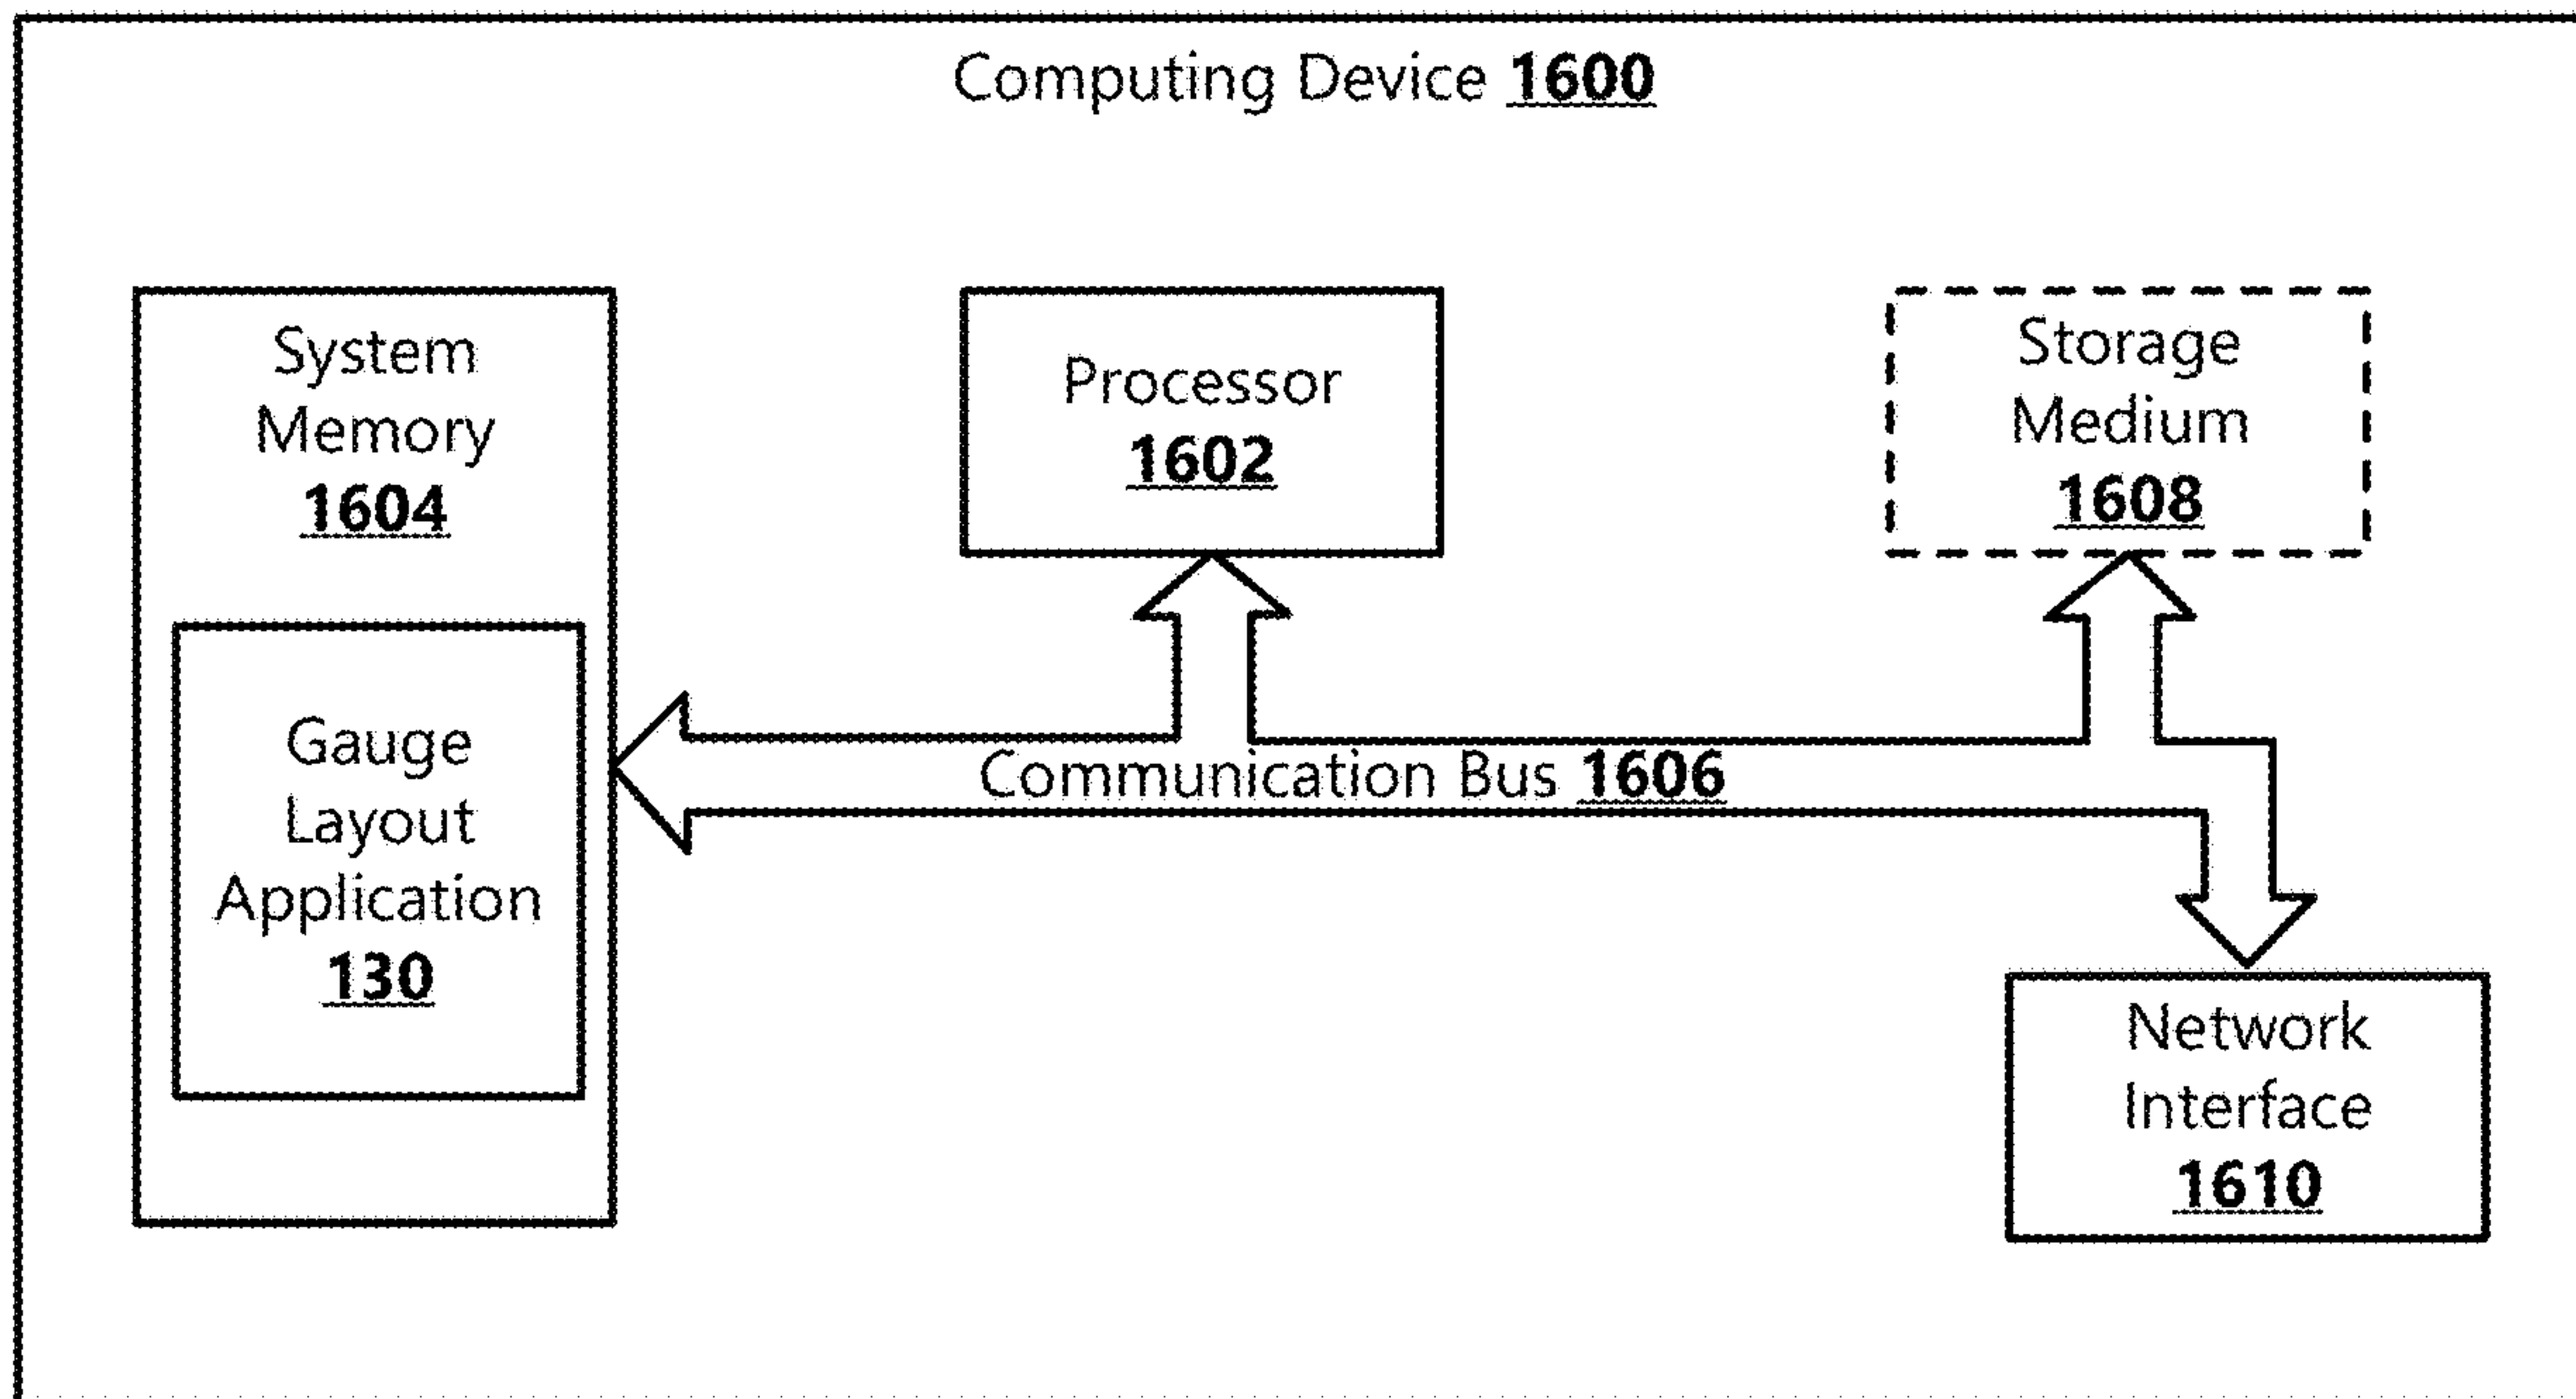 Computing Device 1600
System
Memory
1604
Gauge
Layout
Application
130
Processor
1602
Storage
Medium
1608
Communication Bus 1606
Network
Interface
1610